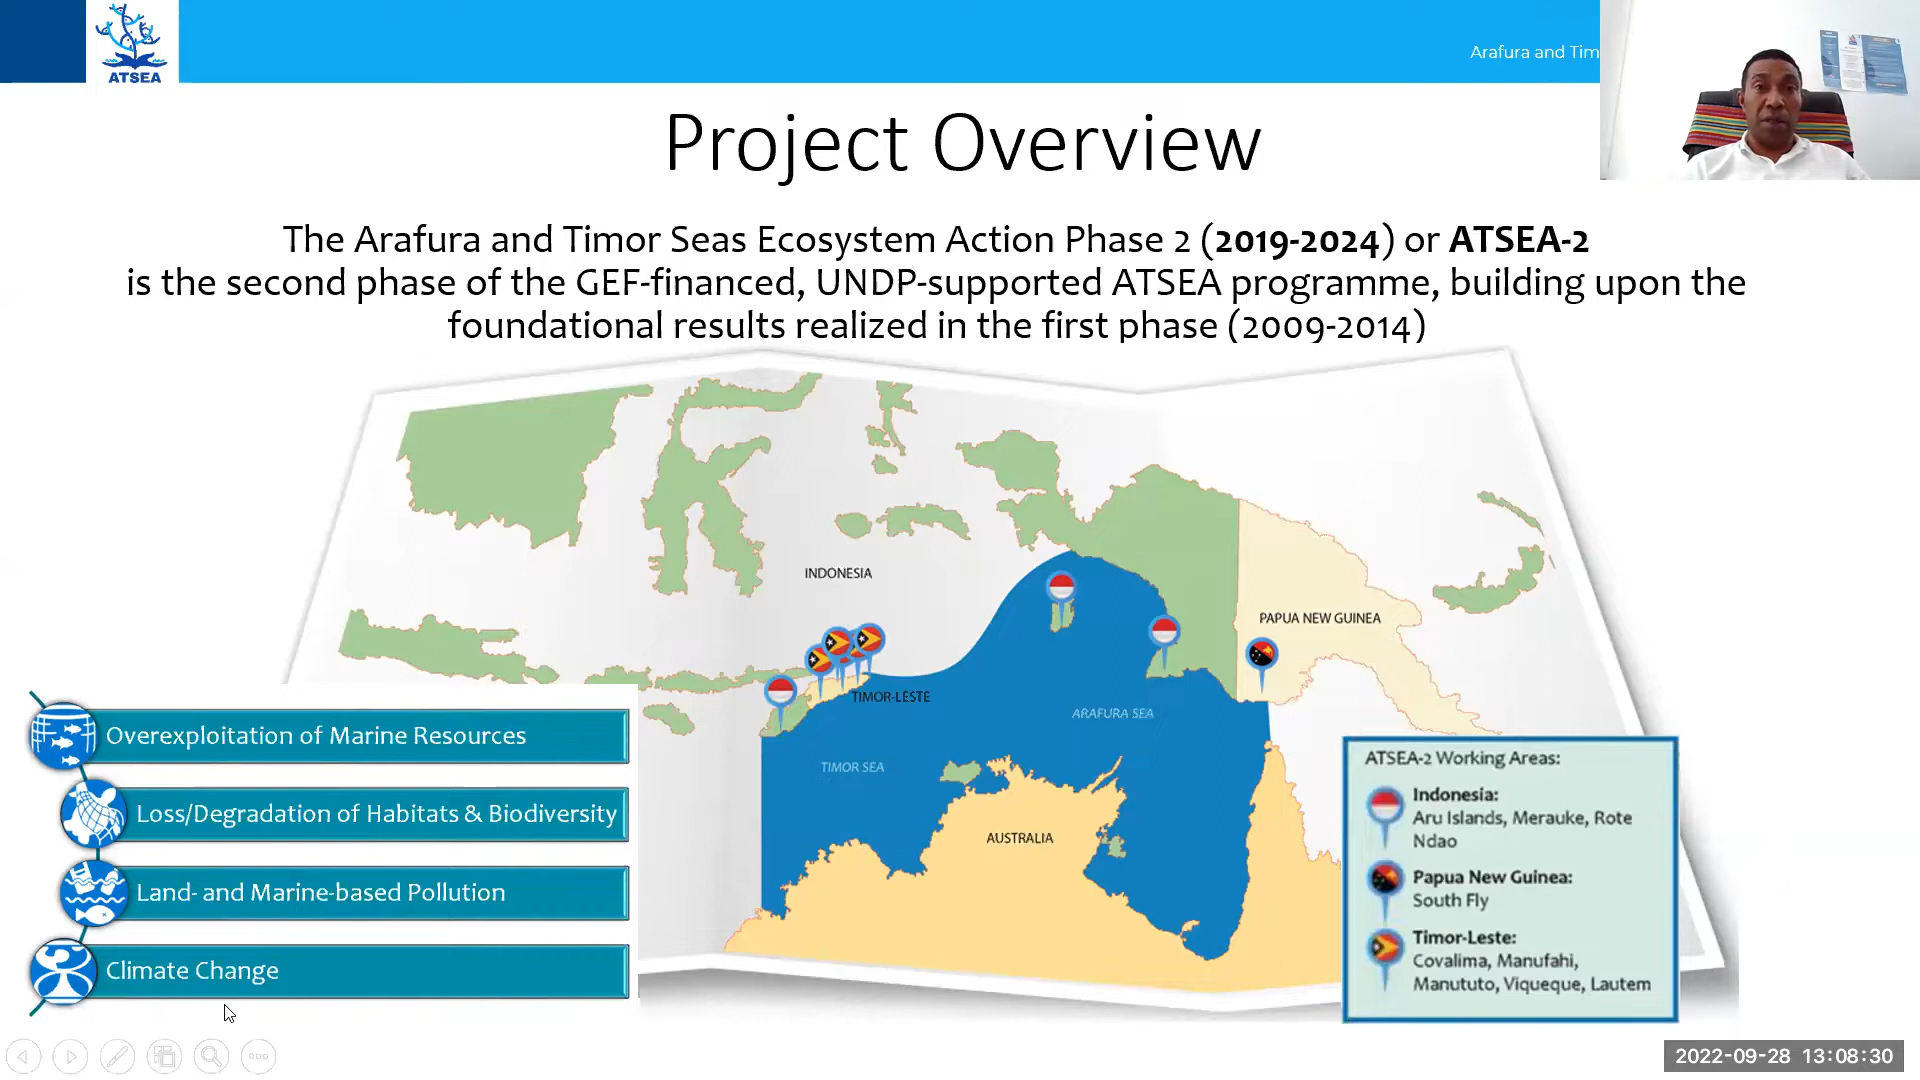 ATSEA
Arafura and Tim
Project Overview
The Arafura and Timor Seas Ecosystem Action Phase 2 (2019-2024) or ATSEA-2
is the second phase of the GEF-financed, UNDP-supported ATSEA programme, building upon the
foundational results realized in the first phase (2009-2014)
INDONESIA
PAPUA NEW GUINEA
TIMOR-LESTE
ARAFURA SEA
TIMOR SEA
AUSTRALIA
Overexploitation of Marine Resources
Loss/Degradation of Habitats & Biodiversity
Land- and Marine-based Pollution
Climate Change
ATSEA-2 Working Areas:
Indonesia:
Aru Islands, Merauke, Rote
Ndao
Papua New Guinea:
South Fly
Timor-Leste:
Covalima, Manufahi,
Manututo, Viqueque, Lautem
2022-09-28 13:08:30